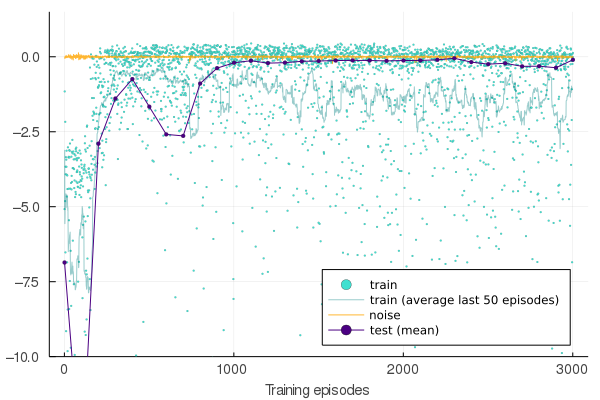 0.0
−2.5
−5.0
−7.5
−10.0
0
1000
2000
3000
Training episodes
train
train (average last 50 episodes)
noise
test (mean)